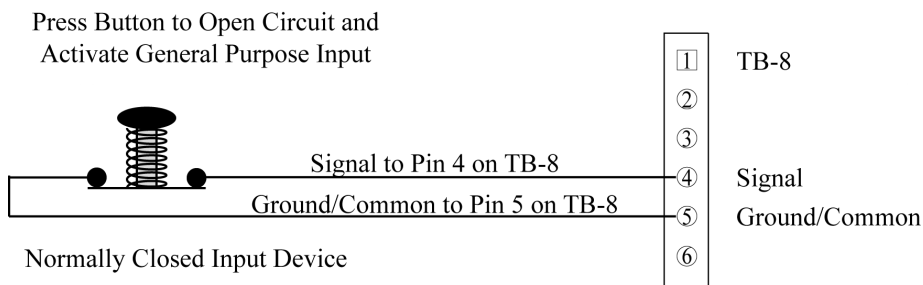 Press Button to Open Circuit and
Activate General Purpose Input
1 TB-8
2
3
Signal to Pin 4 on TB-8 4 Signal
Ground/Common to Pin 5 on TB-8 5 Ground/Common
Normally Closed Input Device 6